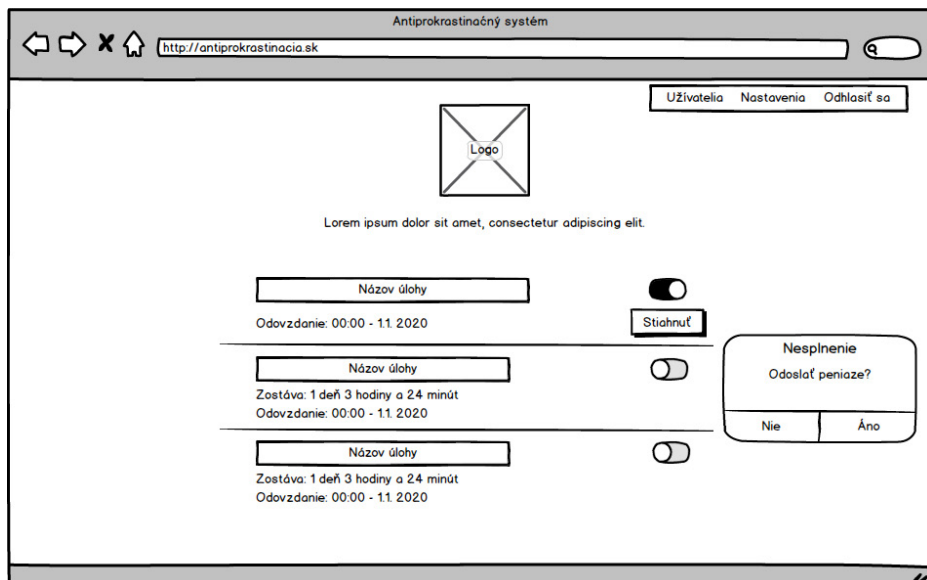 Antiprokrastinačný systém
http://antiprokrastinacia.sk
Užívatelia Nastavenia Odhlasiť sa
Logo
Lorem ipsum dolor sit amet, consectetur adipiscing elit.
Názov úlohy
Odovzdanie: 00:00 - 1.1. 2020
Stiahnuť
Názov úlohy
Zostáva: 1 deň 3 hodiny a 24 minút
Odovzdanie: 00:00 - 1.1. 2020
Nesplnenie
Odoslať peniaze?
Nie Áno
Názov úlohy
Zostáva: 1 deň 3 hodiny a 24 minút
Odovzdanie: 00:00 - 1.1. 2020